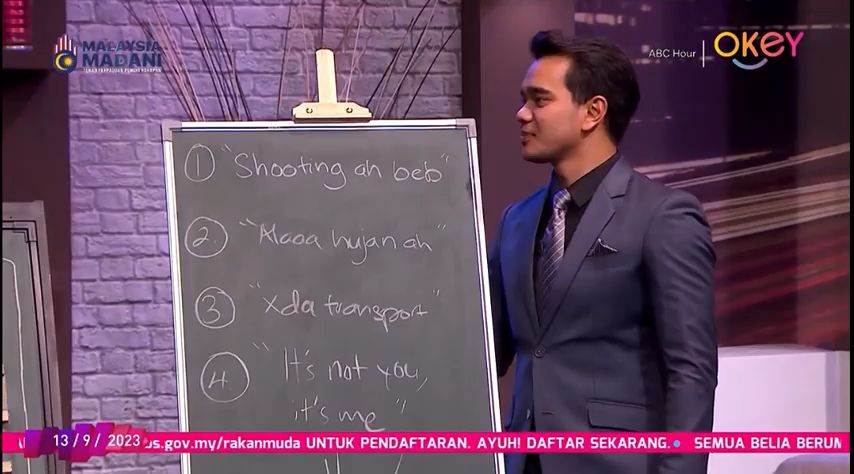 MALAYSIA
MADANI
ABC Hour
OKEY
1 "Shooting ah beb"
2. "Alaaa hujan ah"
3 "xda transport"
4. "It's not you,
it's me"
13 / 9 / 2023
.gov.my/rakanmuda UNTUK PENDAFTARAN. AYUH! DAFTAR SEKARANG. • SEMUA BELIA BERUM